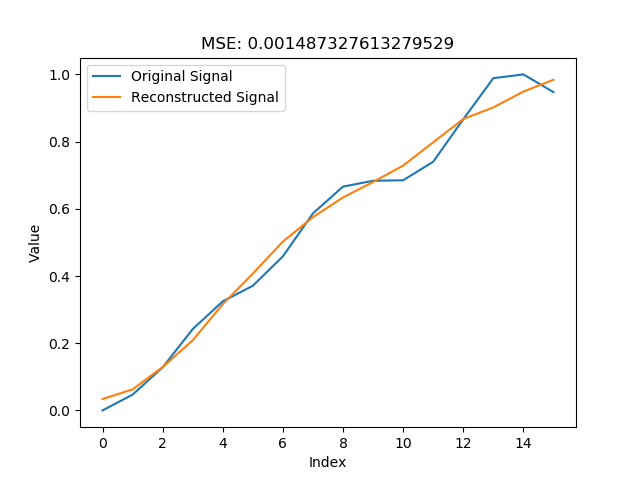 MSE: 0.001487327613279529
Original Signal
Reconstructed Signal
1.0
0.8
0.6
0.4
0.2
0.0
Value
0 2 4 6 8 10 12 14
Index